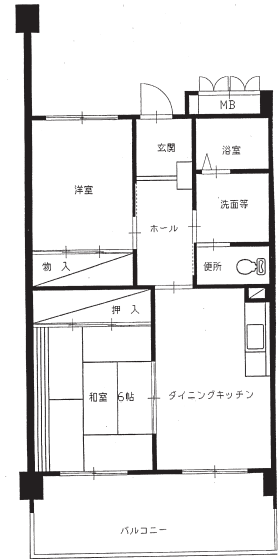 MB
玄関
浴室
洋室
洗面等
ホール
物入
便所
押入
和室 6帖
ダイニングキッチン
バルコニー